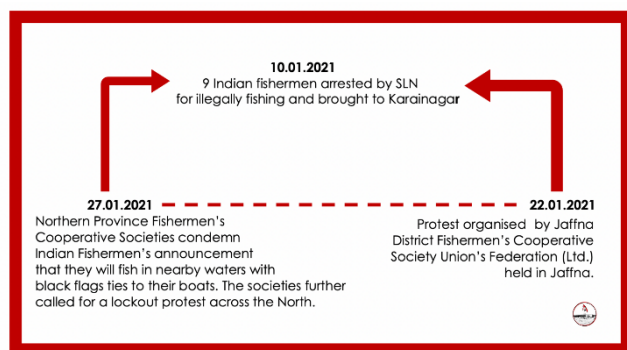 10.01.2021
9 Indian fishermen arrested by SLN
for illegally fishing and brought to Karainagar
27.01.2021
Northern Province Fishermen's
Cooperative Societies condemn
Indian Fishermen's announcement
that they will fish in nearby waters with
black flags ties to their boats. The societies further
called for a lockout protest across the North.
22.01.2021
Protest organised by Jaffna
District Fishermen's Cooperative
Society Union's Federation (Ltd.)
held in Jaffna.